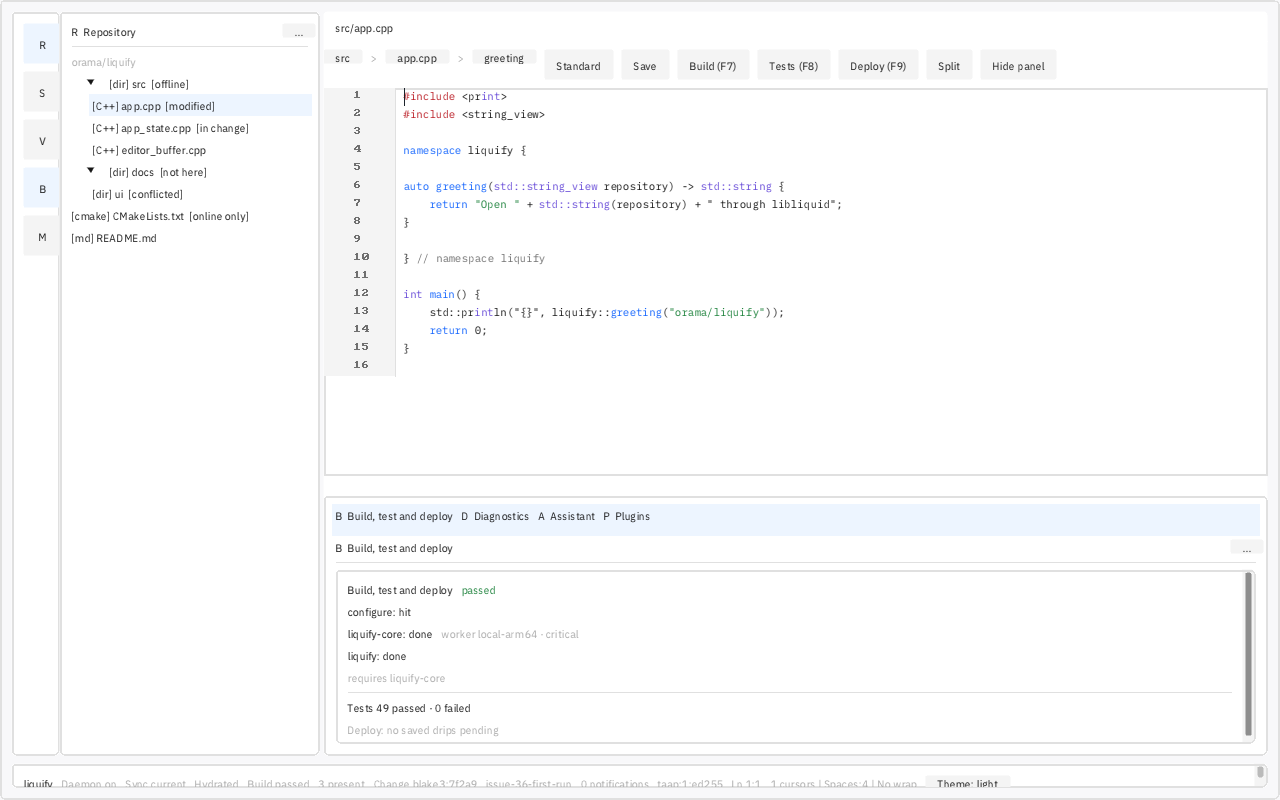 R
S
V
B
M
R Repository
...
orama/liquify
[dir] src [offline]
[C++] app.cpp [modified]
[C++] app_state.cpp [in change]
[C++] editor_buffer.cpp
[dir] docs [not here]
[dir] ui [conflicted]
[cmake] CMakeLists.txt [online only]
[md] README.md
src/app.cpp
src > app.cpp > greeting Standard Save Build (F7) Tests (F8) Deploy (F9) Split Hide panel
1 #include <print>
2 #include <string_view>
3
4 namespace liquify {
5
6 auto greeting(std::string_view repository) -> std::string {
7 return "Open " + std::string(repository) + " through libliquid";
8 }
9
10 } // namespace liquify
11
12 int main() {
13 std::println("{}", liquify::greeting("orama/liquify"));
14 return 0;
15 }
16
B Build, test and deploy D Diagnostics A Assistant P Plugins
B Build, test and deploy ...
Build, test and deploy passed
configure: hit
liquify-core: done worker local-arm64 · critical
liquify: done
requires liquify-core
Tests 49 passed · 0 failed
Deploy: no saved drips pending
liquify Daemon on Sync current Hydrated Build passed 3 present Change blake3:7f2a9 issue-36-first-run 0 notifications taap:1:ed255 Ln 1:1 1 cursors | Spaces:4 | No wrap Theme: light